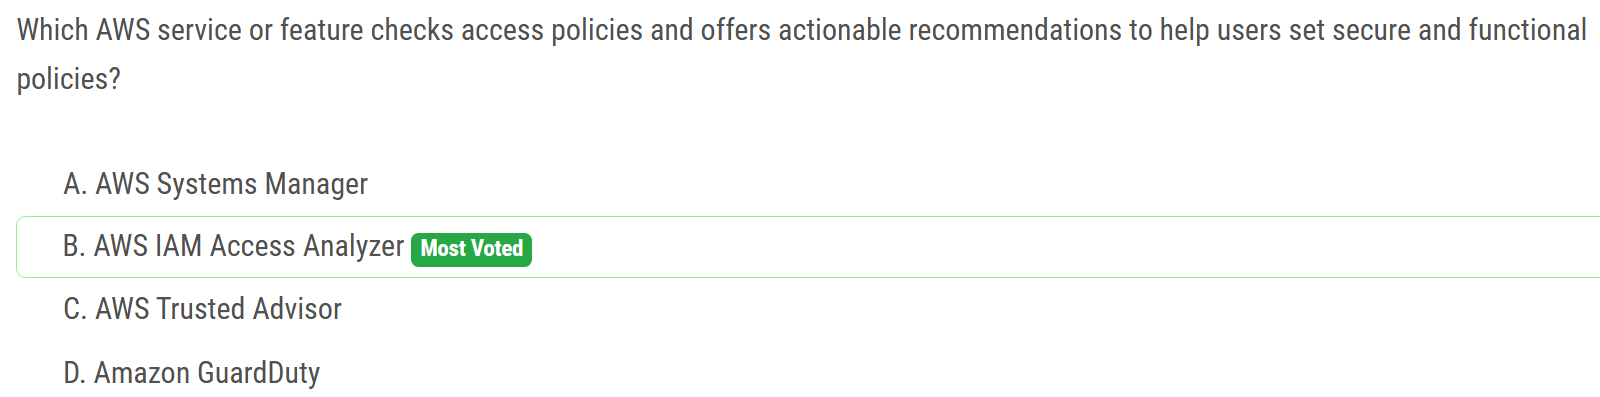 Which AWS service or feature checks access policies and offers actionable recommendations to help users set secure and functional
policies?
A. AWS Systems Manager
B. AWS IAM Access Analyzer Most Voted
C. AWS Trusted Advisor
D. Amazon GuardDuty